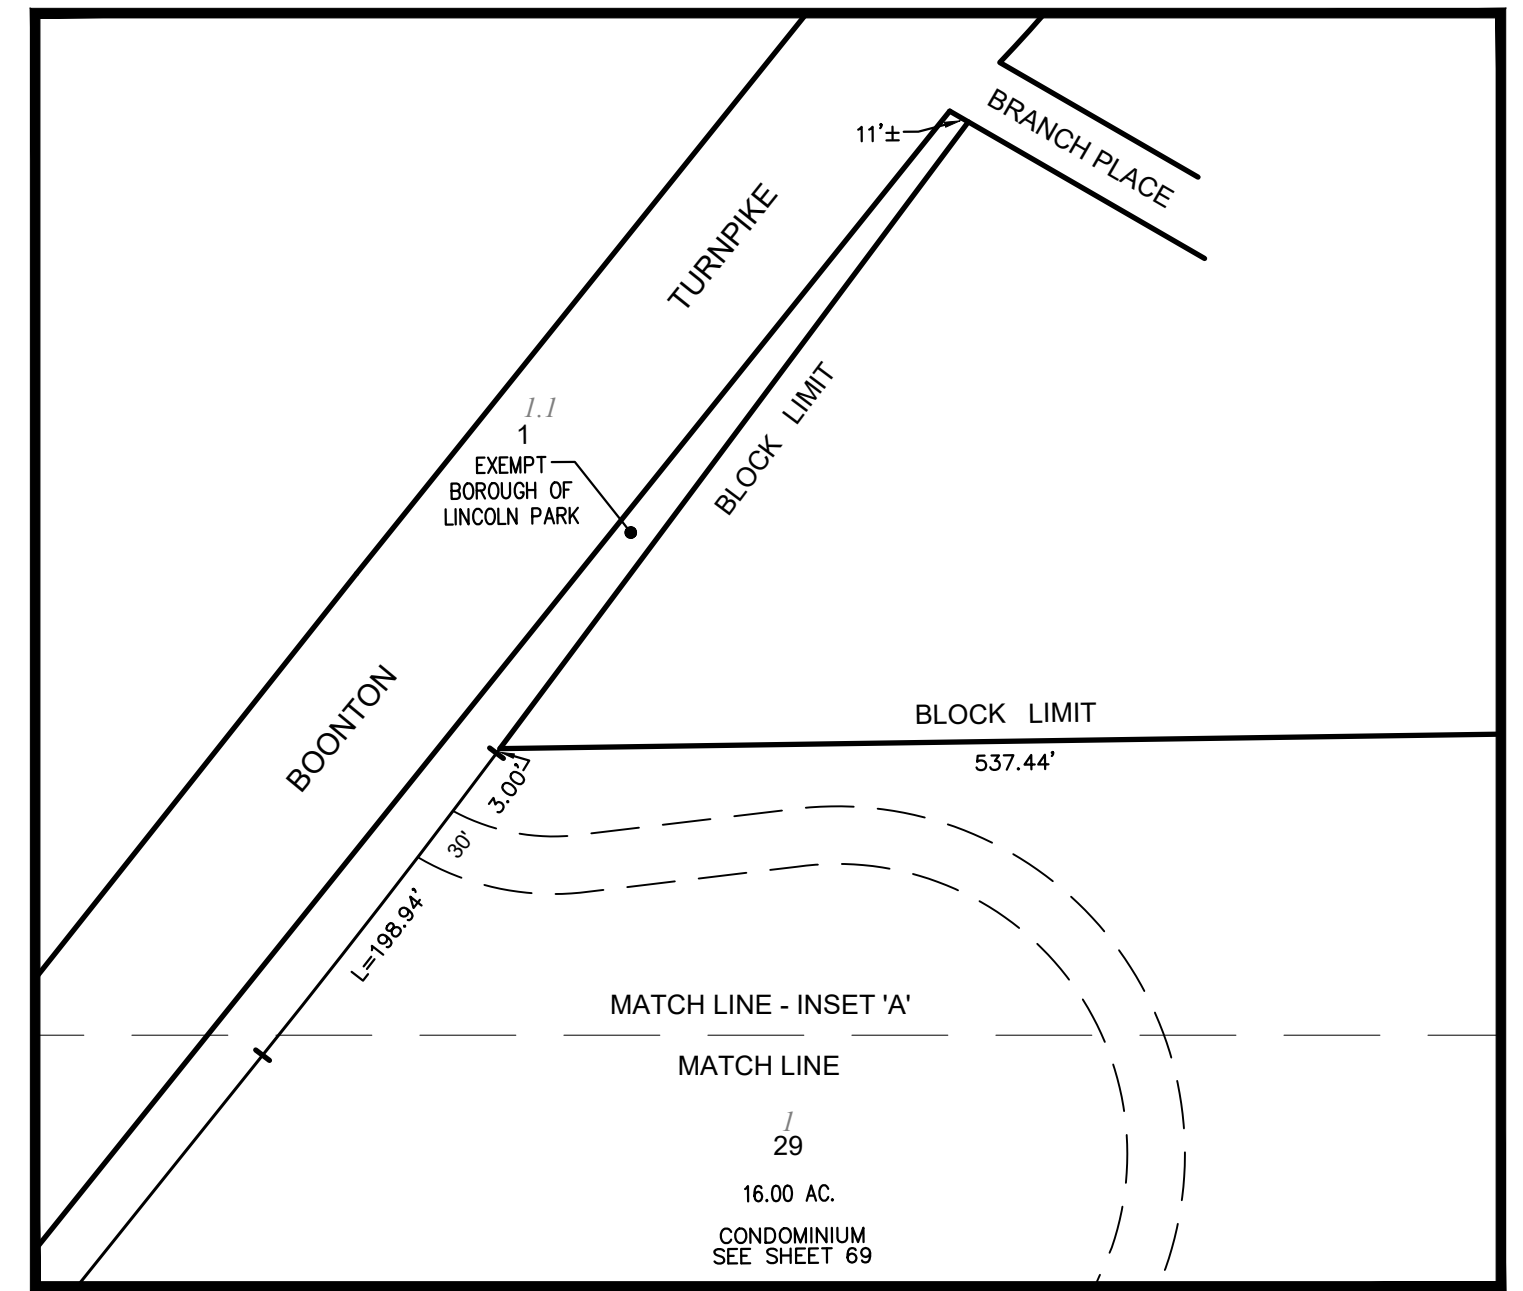 BRANCH PLACE
11'±
TURNPIKE
BLOCK LIMIT
1.1
1
EXEMPT
BOROUGH OF
LINCOLN PARK
BOONTON
BLOCK LIMIT
537.44'
3.00'
30'
L=198.94'
MATCH LINE - INSET 'A'
MATCH LINE
1
29
16.00 AC.
CONDOMINIUM
SEE SHEET 69